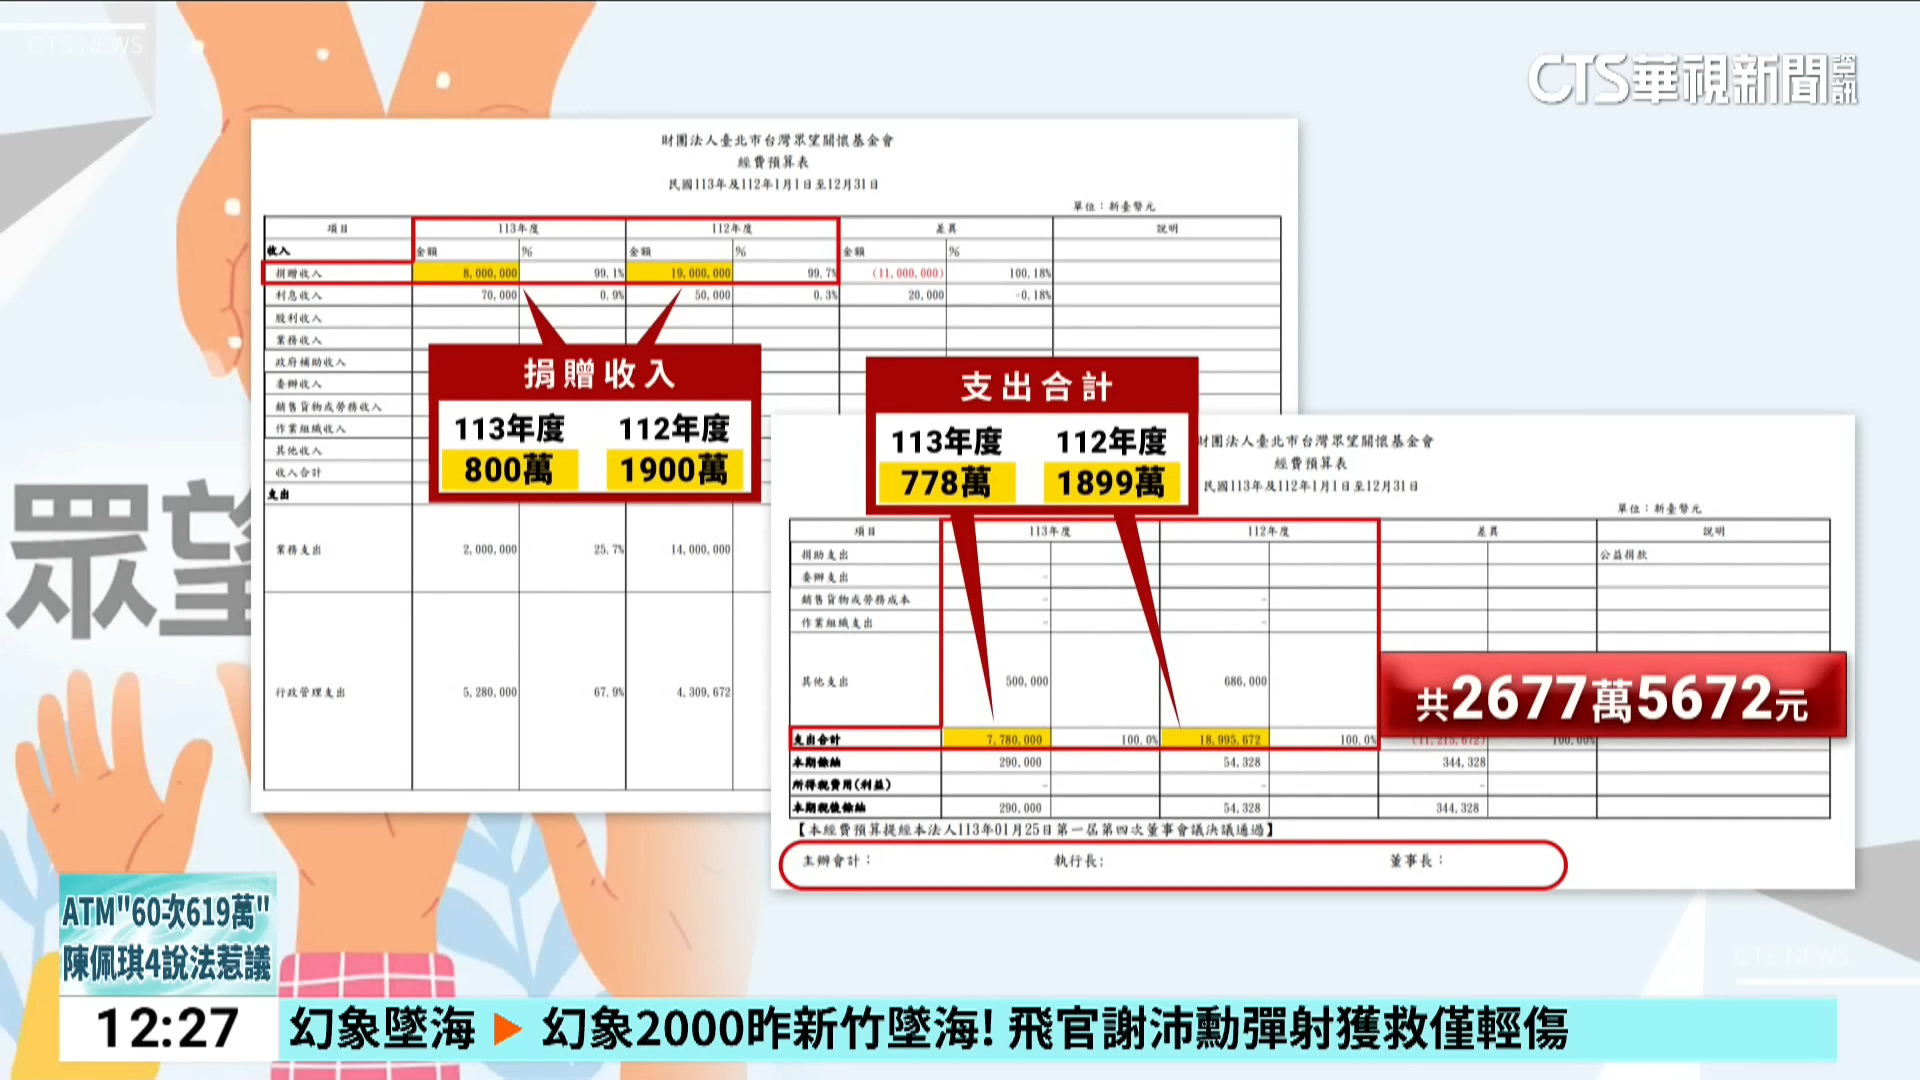 CTS NEWS
CTS華視新聞資訊
財團法人臺北市台灣眾望關懷基金會
經費預算表
民國113年及112年1月1日至12月31日
單位：新臺幣元
項目 113年度 112年度 差異 說明
收入 金額 % 金額 % 金額 %
捐贈收入 8,000,000 99.1% 19,000,000 99.7% (11,000,000) 100.18%
利息收入 70,000 0.9% 50,000 0.3% 20,000 -0.18%
股利收入
業務收入
政府補助收入
委辦收入
銷售貨物或勞務收入
作業組織收入
其他收入
收入合計
支出
業務支出 2,000,000 25.7% 14,000,000
行政管理支出 5,280,000 67.9% 4,309,672
捐贈收入
113年度 112年度
800萬 1900萬
支出合計
113年度 112年度
778萬 1899萬
財團法人臺北市台灣眾望關懷基金會
經費預算表
民國113年及112年1月1日至12月31日
單位：新臺幣元
項目 113年度 112年度 差異 說明
捐助支出 公益捐款
委辦支出 -
銷售貨物或勞務成本 - -
作業組織支出 - -
其他支出 500,000 686,000
支出合計 7,780,000 100.0% 18,995,672 100.0% (11,215,672) 100.00%
本期餘絀 290,000 54,328 344,328
所得稅費用(利益) - - -
本期稅後餘絀 290,000 54,328 344,328
【本經費預算提經本法人113年01月25日第一屆第四次董事會議決議通過】
主辦會計： 執行長: 董事長：
共2677萬5672元
眾望
CTS NEWS
ATM"60次619萬"
陳佩琪4說法惹議
12:27
幻象墜海 ▶ 幻象2000昨新竹墜海! 飛官謝沛勳彈射獲救僅輕傷